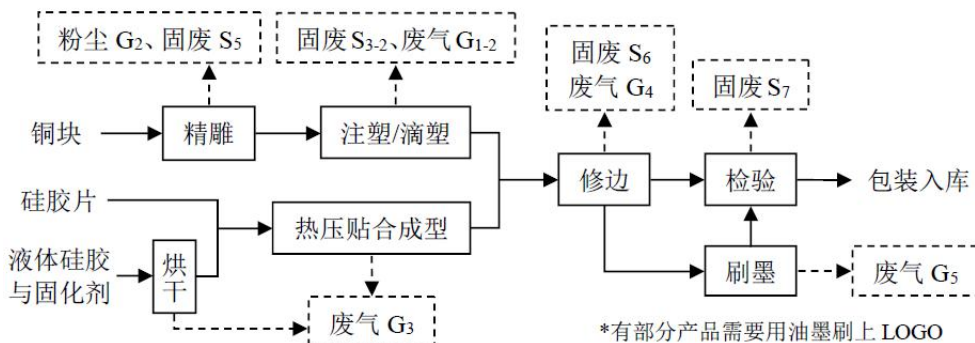 粉尘 G2、固废 S5
固废 S3-2、废气 G1-2
固废 S6
废气 G4
固废 S7
铜块
精雕
注塑/滴塑
修边
检验
包装入库
硅胶片
热压贴合成型
液体硅胶
与固化剂
烘
干
刷墨
废气 G5
废气 G3
*有部分产品需要用油墨刷上 LOGO